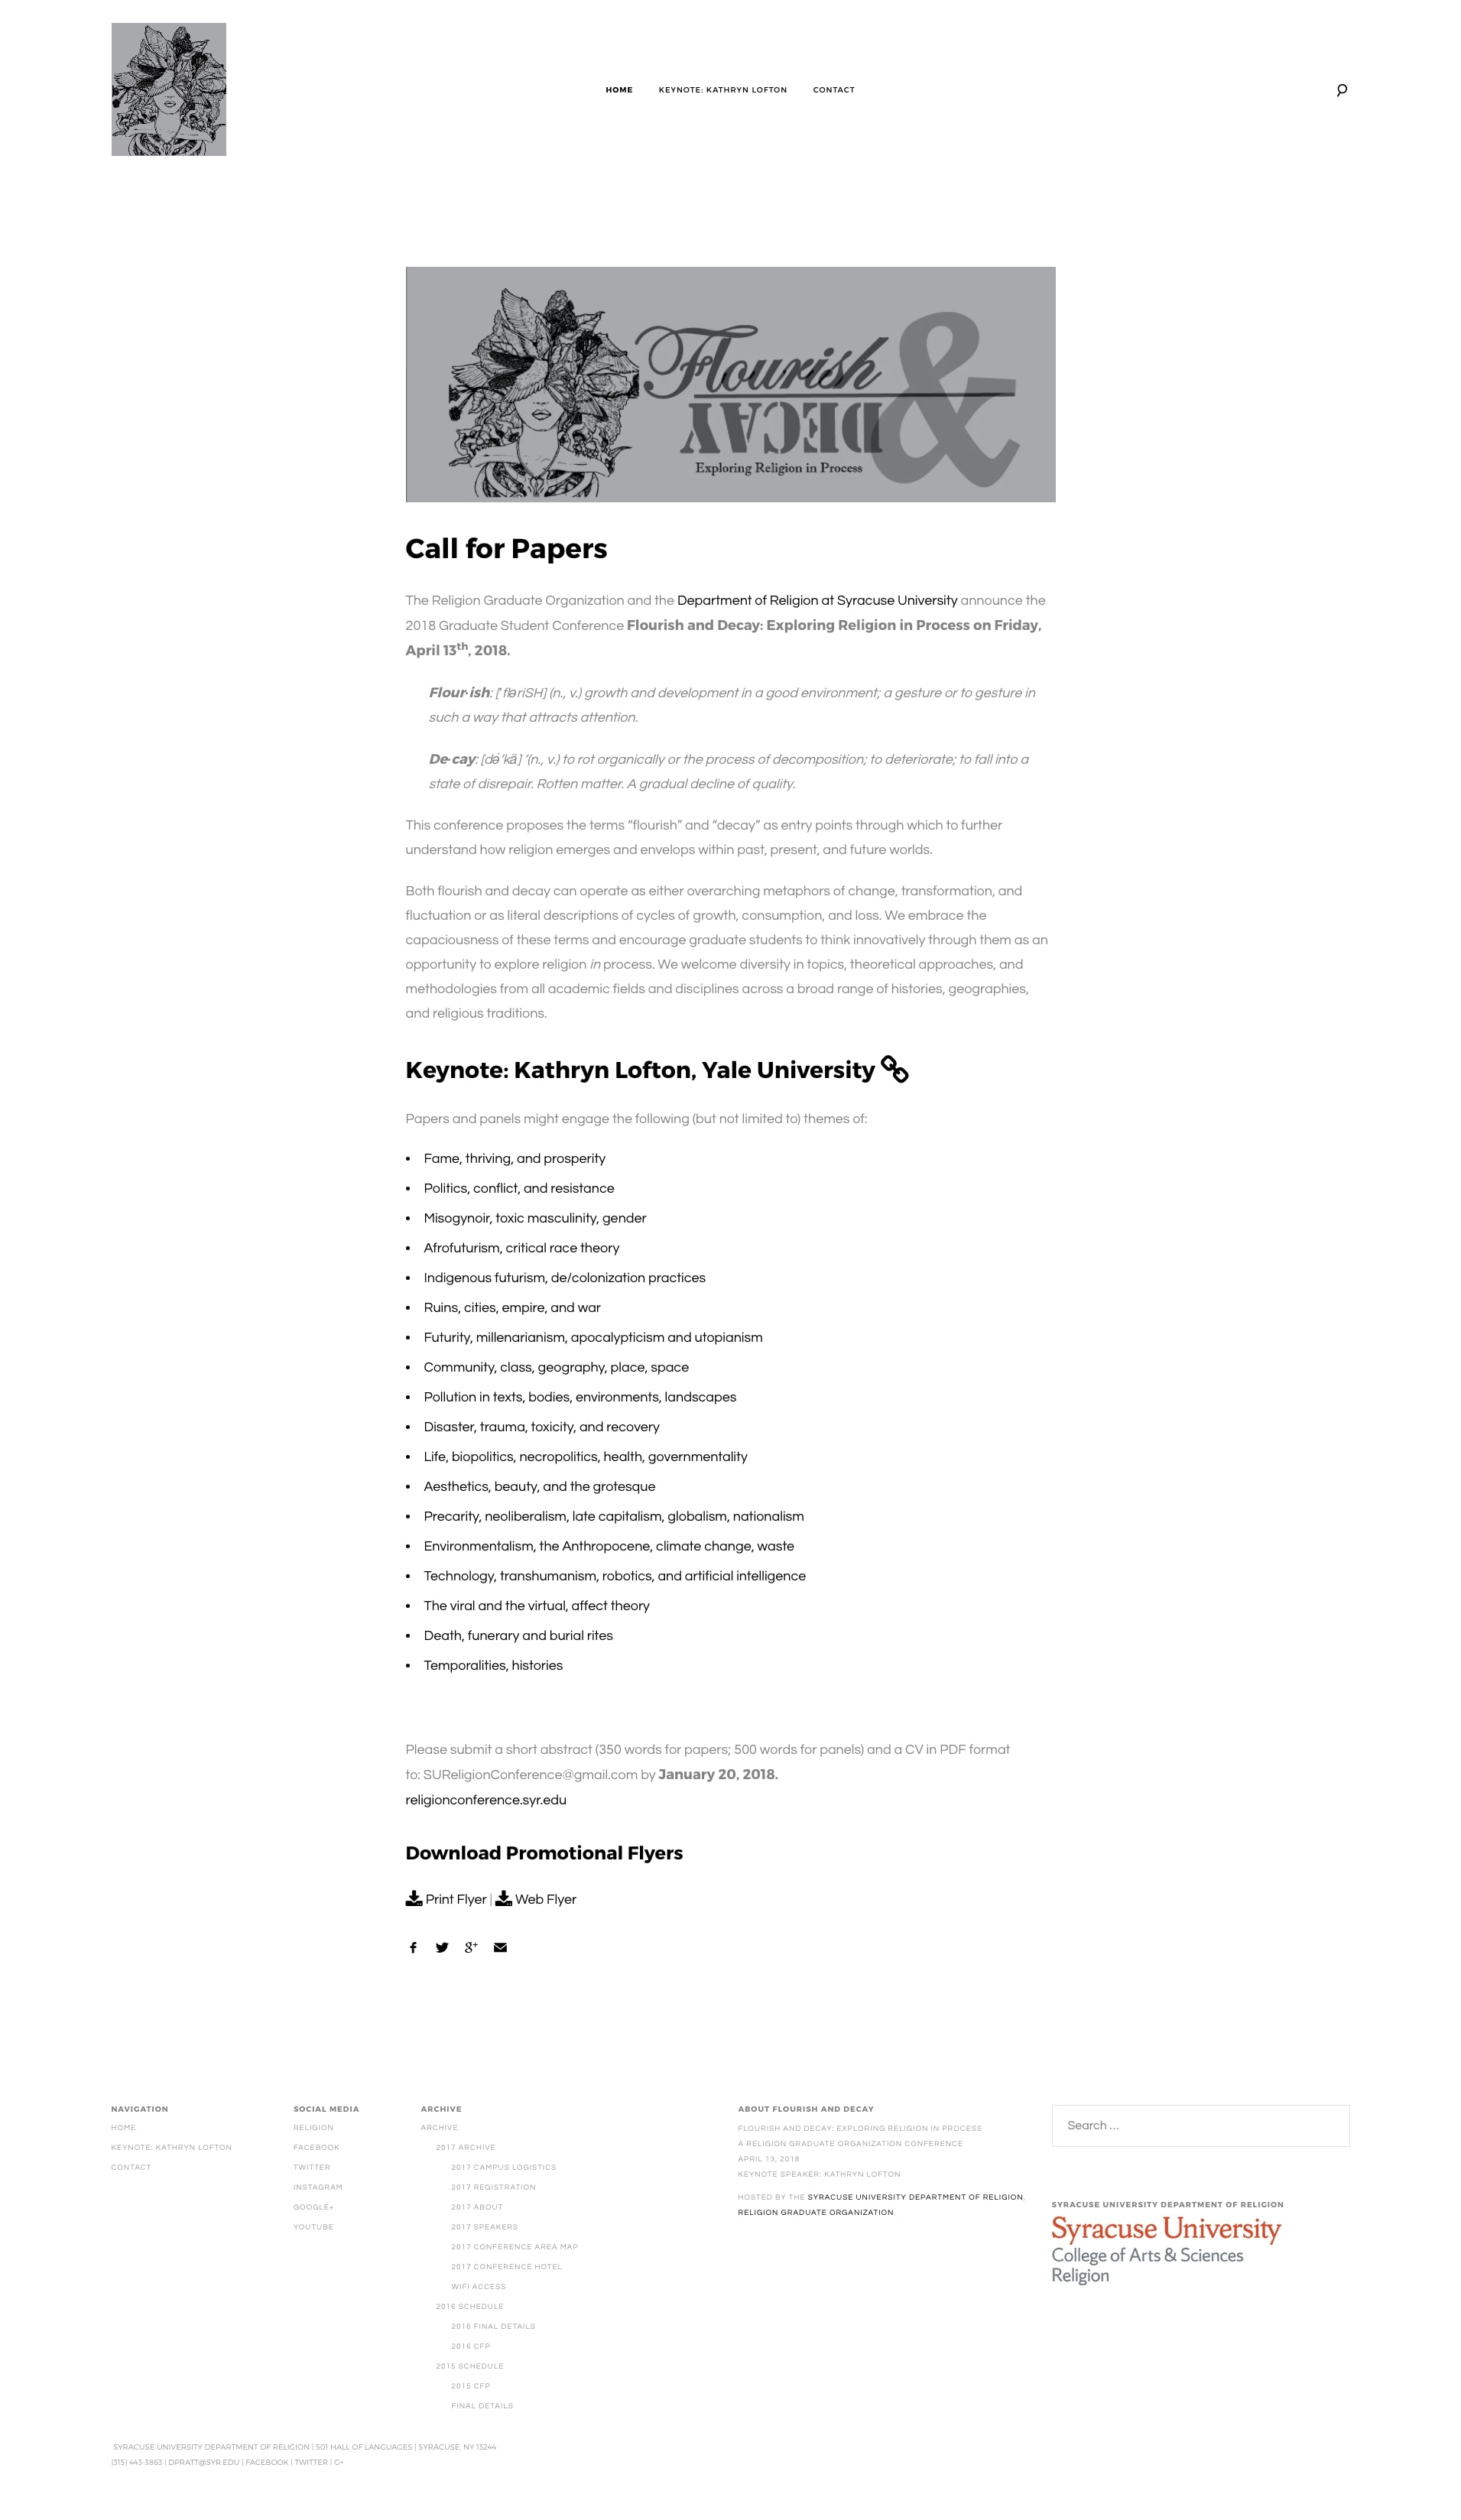 HOME KEYNOTE: KATHRYN LOFTON CONTACT
Flourish
&
DECAY
Exploring Religion in Process
Call for Papers
The Religion Graduate Organization and the Department of Religion at Syracuse University announce the
2018 Graduate Student Conference Flourish and Decay: Exploring Religion in Process on Friday,
April 13th, 2018.
Flour·ish: [ˈfləriSH] (n., v.) growth and development in a good environment; a gesture or to gesture in
such a way that attracts attention.
De·cay: [də̇ˈkā] ‘(n., v.) to rot organically or the process of decomposition; to deteriorate; to fall into a
state of disrepair. Rotten matter. A gradual decline of quality.
This conference proposes the terms “flourish” and “decay” as entry points through which to further
understand how religion emerges and envelops within past, present, and future worlds.
Both flourish and decay can operate as either overarching metaphors of change, transformation, and
fluctuation or as literal descriptions of cycles of growth, consumption, and loss. We embrace the
capaciousness of these terms and encourage graduate students to think innovatively through them as an
opportunity to explore religion in process. We welcome diversity in topics, theoretical approaches, and
methodologies from all academic fields and disciplines across a broad range of histories, geographies,
and religious traditions.
Keynote: Kathryn Lofton, Yale University
Papers and panels might engage the following (but not limited to) themes of:
• Fame, thriving, and prosperity
• Politics, conflict, and resistance
• Misogynoir, toxic masculinity, gender
• Afrofuturism, critical race theory
• Indigenous futurism, de/colonization practices
• Ruins, cities, empire, and war
• Futurity, millenarianism, apocalypticism and utopianism
• Community, class, geography, place, space
• Pollution in texts, bodies, environments, landscapes
• Disaster, trauma, toxicity, and recovery
• Life, biopolitics, necropolitics, health, governmentality
• Aesthetics, beauty, and the grotesque
• Precarity, neoliberalism, late capitalism, globalism, nationalism
• Environmentalism, the Anthropocene, climate change, waste
• Technology, transhumanism, robotics, and artificial intelligence
• The viral and the virtual, affect theory
• Death, funerary and burial rites
• Temporalities, histories
Please submit a short abstract (350 words for papers; 500 words for panels) and a CV in PDF format
to: SUReligionConference@gmail.com by January 20, 2018.
religionconference.syr.edu
Download Promotional Flyers
Print Flyer | Web Flyer
NAVIGATION
HOME
KEYNOTE: KATHRYN LOFTON
CONTACT
SOCIAL MEDIA
RELIGION
FACEBOOK
TWITTER
INSTAGRAM
GOOGLE+
YOUTUBE
ARCHIVE
ARCHIVE
2017 ARCHIVE
2017 CAMPUS LOGISTICS
2017 REGISTRATION
2017 ABOUT
2017 SPEAKERS
2017 CONFERENCE AREA MAP
2017 CONFERENCE HOTEL
WIFI ACCESS
2016 SCHEDULE
2016 FINAL DETAILS
2016 CFP
2015 SCHEDULE
2015 CFP
FINAL DETAILS
ABOUT FLOURISH AND DECAY
FLOURISH AND DECAY: EXPLORING RELIGION IN PROCESS
A RELIGION GRADUATE ORGANIZATION CONFERENCE
APRIL 13, 2018
KEYNOTE SPEAKER: KATHRYN LOFTON
HOSTED BY THE SYRACUSE UNIVERSITY DEPARTMENT OF RELIGION,
RELIGION GRADUATE ORGANIZATION.
Search …
SYRACUSE UNIVERSITY DEPARTMENT OF RELIGION
Syracuse University
College of Arts & Sciences
Religion
SYRACUSE UNIVERSITY DEPARTMENT OF RELIGION | 501 HALL OF LANGUAGES | SYRACUSE, NY 13244
(315) 443-3863 | DPRATT@SYR.EDU | FACEBOOK | TWITTER | G+